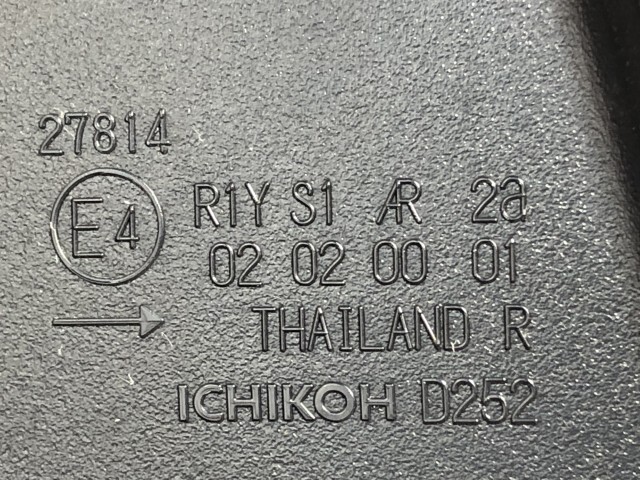 27814
E4 R1Y S1 AR 2a
02 02 00 01
→ THAILAND R
ICHIKOH D252